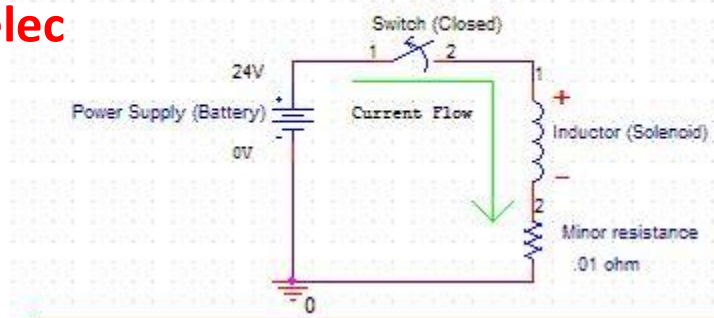 elec
Switch (Closed)
1 2
24V
1
+
Power Supply (Battery)
+
Current Flow
Inductor (Solenoid)
-
0V
-
2
Minor resistance
.01 ohm
0